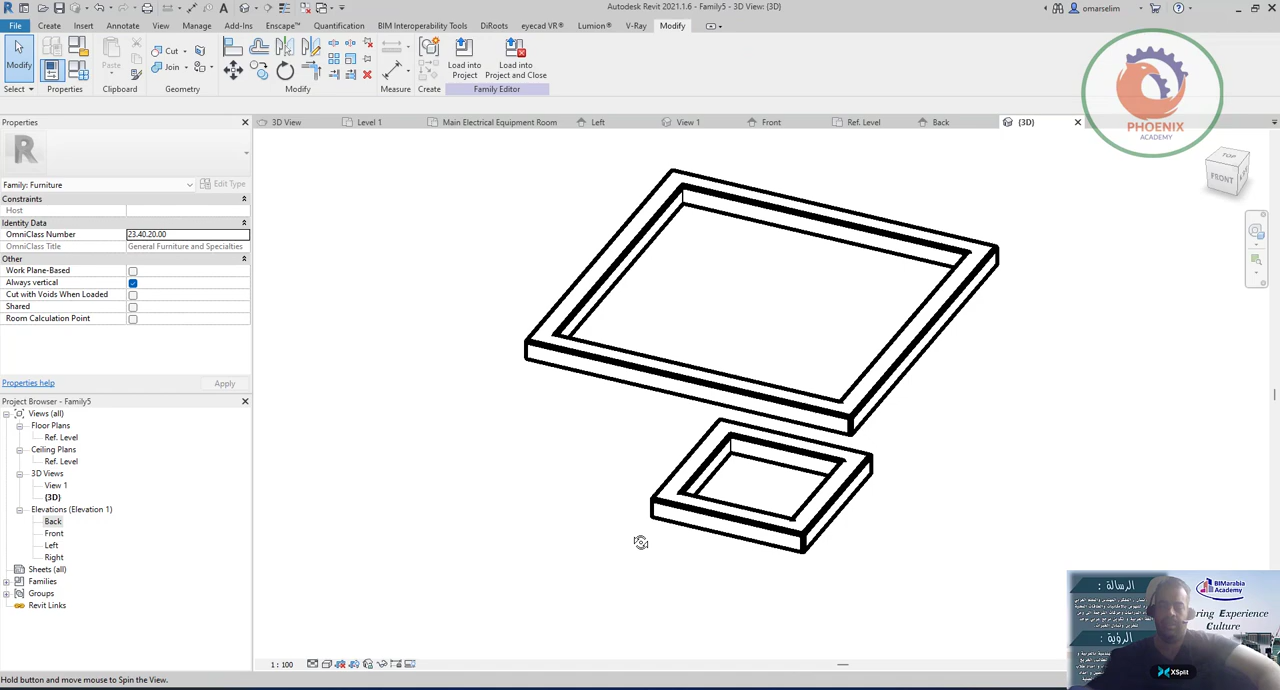 Autodesk Revit 2021.1.6 - Family5 - 3D View: {3D}
omarselim
File
Create
Insert
Annotate
View
Manage
Add-Ins
Enscape™
Quantification
BIM Interoperability Tools
DiRoots
eyecad VR®
Lumion®
V-Ray
Modify
Modify
Paste
Cut
Join
Load into
Project
Load into
Project and Close
Select
Properties
Clipboard
Geometry
Modify
Measure
Create
Family Editor
PHOENIX
ACADEMY
Properties
3D View
Level 1
Main Electrical Equipment Room
Left
View 1
Front
Ref. Level
Back
{3D}
R
TOP
FRONT
Family: Furniture
Edit Type
Constraints
Host
Identity Data
OmniClass Number
23.40.20.00
OmniClass Title
General Furniture and Specialties
Other
Work Plane-Based
Always vertical
Cut with Voids When Loaded
Shared
Room Calculation Point
Properties help
Apply
Project Browser - Family5
Views (all)
Floor Plans
Ref. Level
Ceiling Plans
Ref. Level
3D Views
View 1
{3D}
Elevations (Elevation 1)
Back
Front
Left
Right
Sheets (all)
Families
Groups
Revit Links
1 : 100
Hold button and move mouse to Spin the View.
الرسالة :
الرؤية :
BIMarabia
Academy
ring Experience
Culture
XSplit